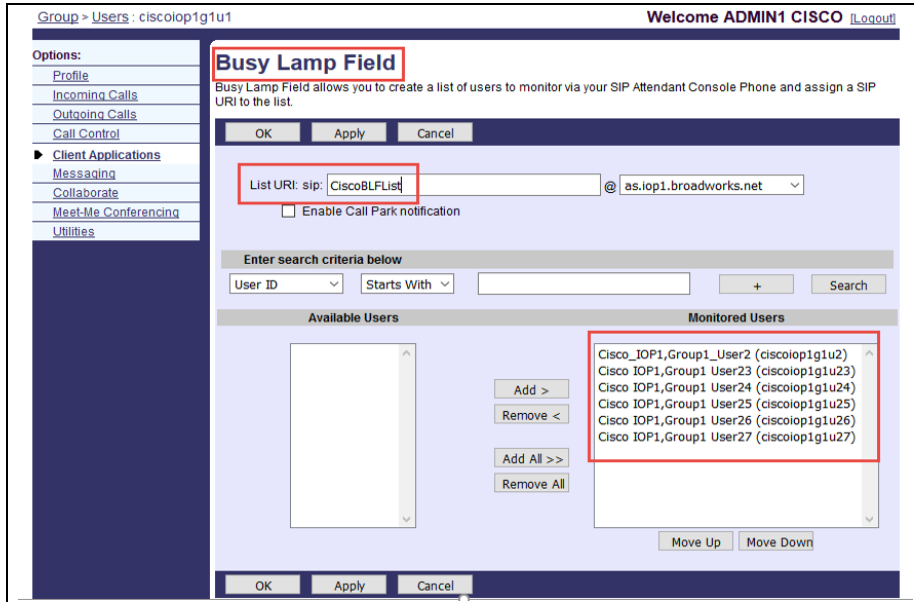 Group > Users : ciscoiop1g1u1
Welcome ADMIN1 CISCO [Logout]
Options:
Profile
Incoming Calls
Outgoing Calls
Call Control
Client Applications
Messaging
Collaborate
Meet-Me Conferencing
Utilities
Busy Lamp Field
Busy Lamp Field allows you to create a list of users to monitor via your SIP Attendant Console Phone and assign a SIP
URI to the list.
OK Apply Cancel
List URI: sip: CiscoBLFList @ as.iop1.broadworks.net
Enable Call Park notification
Enter search criteria below
User ID Starts With + Search
Available Users Monitored Users
Cisco_IOP1,Group1_User2 (ciscoiop1g1u2)
Cisco IOP1,Group1 User23 (ciscoiop1g1u23)
Cisco IOP1,Group1 User24 (ciscoiop1g1u24)
Cisco IOP1,Group1 User25 (ciscoiop1g1u25)
Cisco IOP1,Group1 User26 (ciscoiop1g1u26)
Cisco IOP1,Group1 User27 (ciscoiop1g1u27)
Add >
Remove <
Add All >>
Remove All
Move Up Move Down
OK Apply Cancel